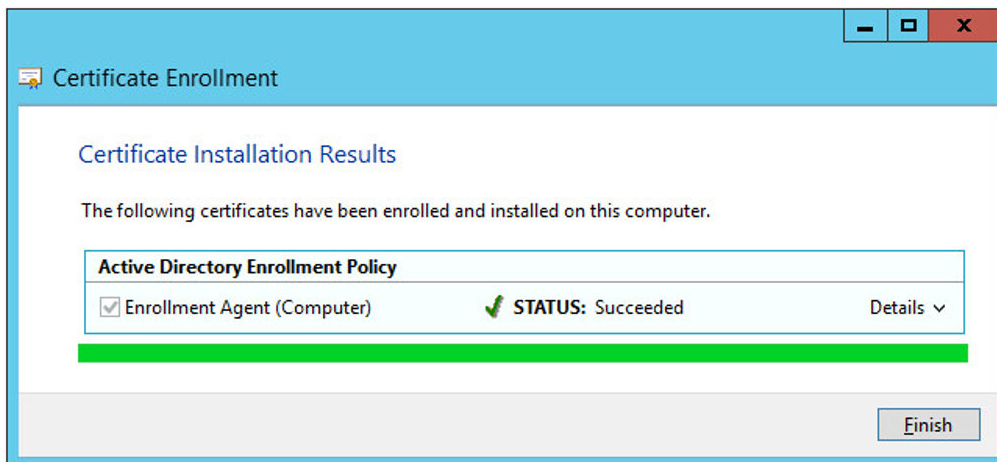 Certificate Enrollment
Certificate Installation Results
The following certificates have been enrolled and installed on this computer.
Active Directory Enrollment Policy
Enrollment Agent (Computer) STATUS: Succeeded Details
Finish